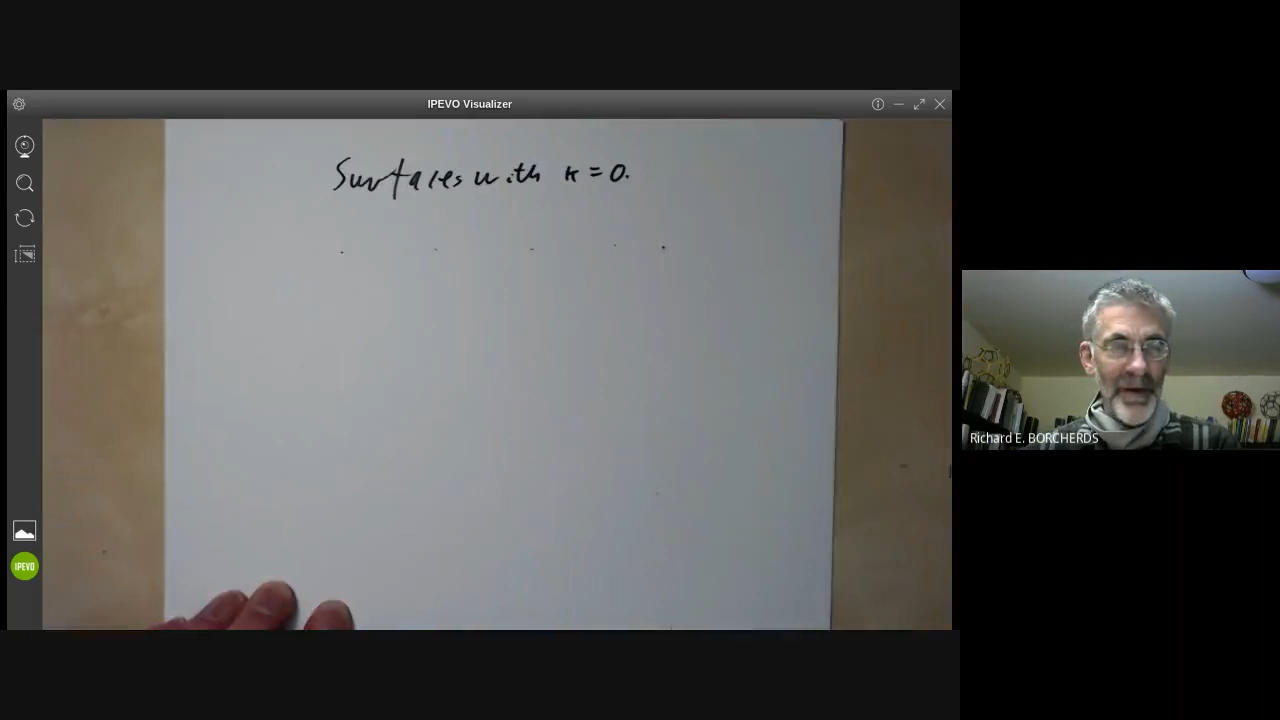 IPEVO Visualizer
Surfaces with κ = 0.
IPEVO
Richard E. BORCHERDS